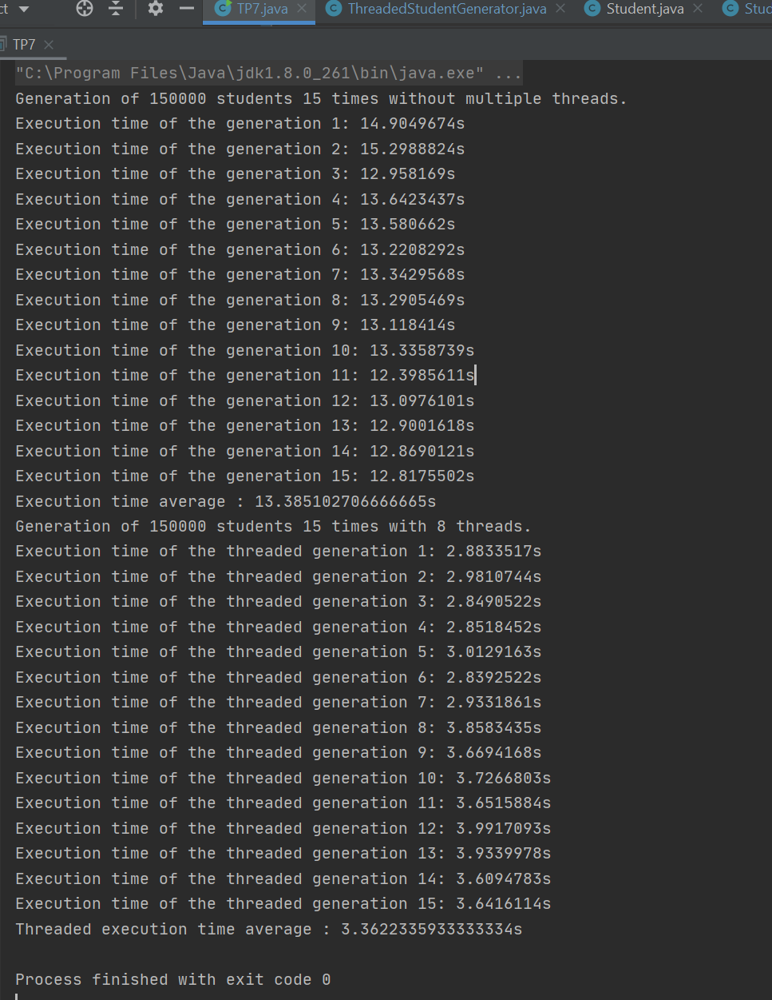 ct
TP7.java
ThreadedStudentGenerator.java
Student.java
Stud
TP7
"C:\Program Files\Java\jdk1.8.0_261\bin\java.exe" ...
Generation of 150000 students 15 times without multiple threads.
Execution time of the generation 1: 14.9049674s
Execution time of the generation 2: 15.2988824s
Execution time of the generation 3: 12.958169s
Execution time of the generation 4: 13.6423437s
Execution time of the generation 5: 13.580662s
Execution time of the generation 6: 13.2208292s
Execution time of the generation 7: 13.3429568s
Execution time of the generation 8: 13.2905469s
Execution time of the generation 9: 13.118414s
Execution time of the generation 10: 13.3358739s
Execution time of the generation 11: 12.3985611s
Execution time of the generation 12: 13.0976101s
Execution time of the generation 13: 12.9001618s
Execution time of the generation 14: 12.8690121s
Execution time of the generation 15: 12.8175502s
Execution time average : 13.385102706666665s
Generation of 150000 students 15 times with 8 threads.
Execution time of the threaded generation 1: 2.8833517s
Execution time of the threaded generation 2: 2.9810744s
Execution time of the threaded generation 3: 2.8490522s
Execution time of the threaded generation 4: 2.8518452s
Execution time of the threaded generation 5: 3.0129163s
Execution time of the threaded generation 6: 2.8392522s
Execution time of the threaded generation 7: 2.9331861s
Execution time of the threaded generation 8: 3.8583435s
Execution time of the threaded generation 9: 3.6694168s
Execution time of the threaded generation 10: 3.7266803s
Execution time of the threaded generation 11: 3.6515884s
Execution time of the threaded generation 12: 3.9917093s
Execution time of the threaded generation 13: 3.9339978s
Execution time of the threaded generation 14: 3.6094783s
Execution time of the threaded generation 15: 3.6416114s
Threaded execution time average : 3.3622335933333334s
Process finished with exit code 0